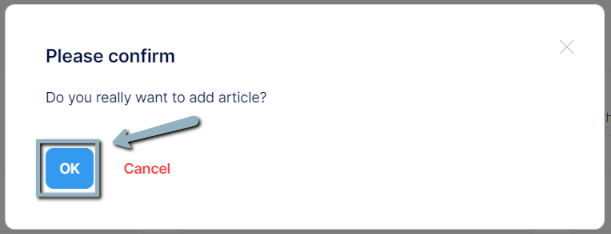 Please confirm
Do you really want to add article?
OK
Cancel